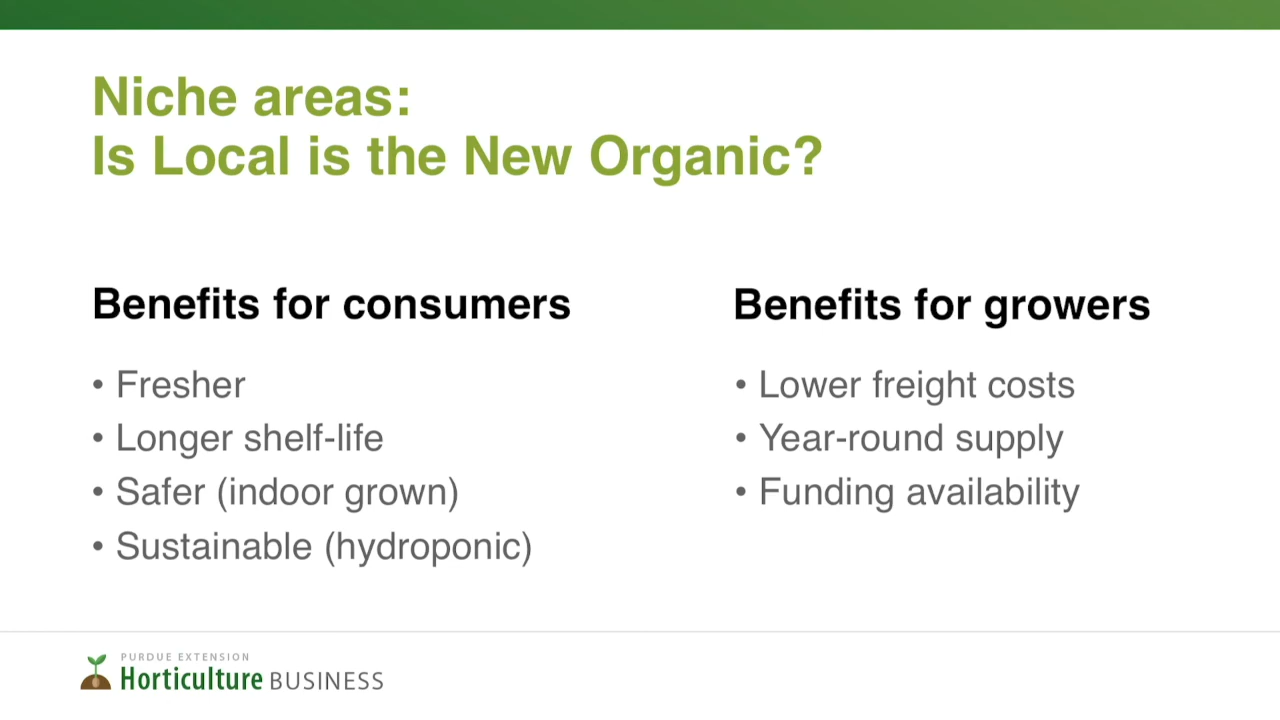 Niche areas:
Is Local is the New Organic?
Benefits for consumers
• Fresher
• Longer shelf-life
• Safer (indoor grown)
• Sustainable (hydroponic)
Benefits for growers
• Lower freight costs
• Year-round supply
• Funding availability
PURDUE EXTENSION
Horticulture BUSINESS